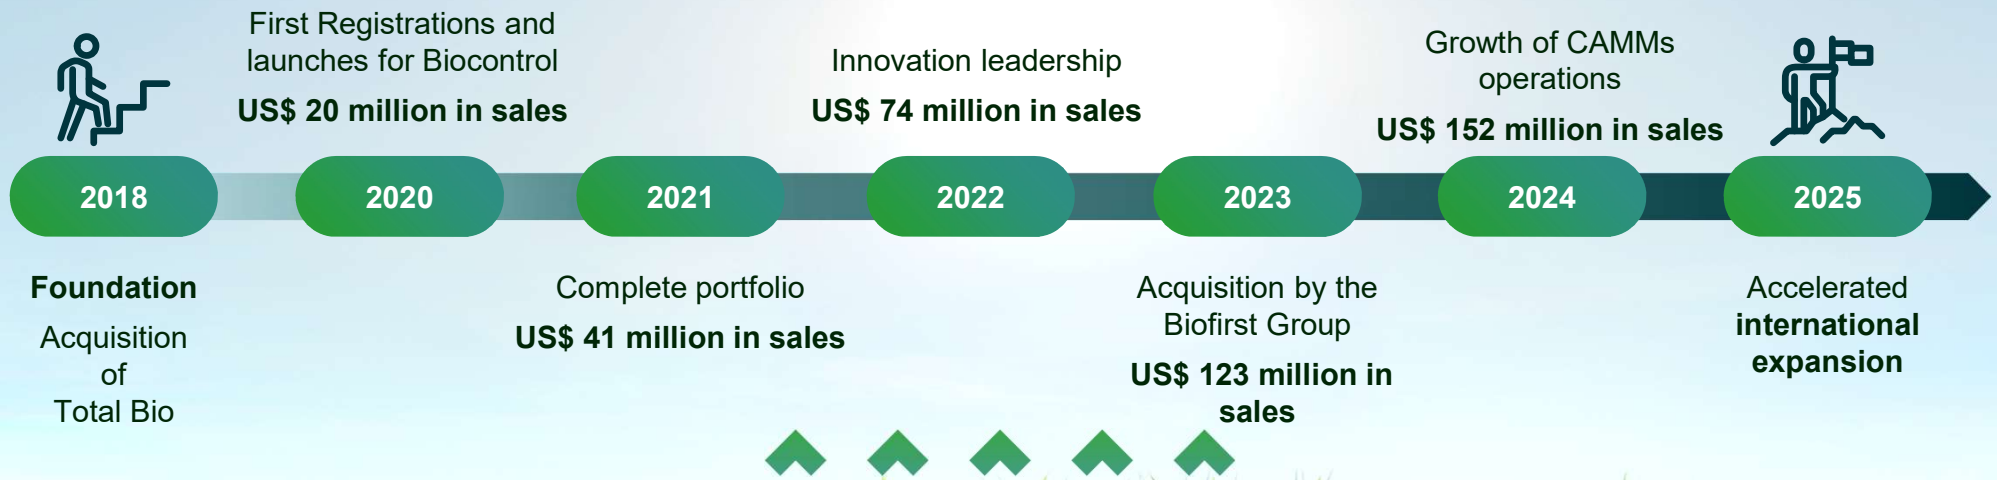 First Registrations and
launches for Biocontrol
US$ 20 million in sales
Innovation leadership
US$ 74 million in sales
Growth of CAMMs
operations
US$ 152 million in sales
2018
2020
2021
2022
2023
2024
2025
Foundation
Acquisition
of
Total Bio
Complete portfolio
US$ 41 million in sales
Acquisition by the
Biofirst Group
US$ 123 million in
sales
Accelerated
international
expansion